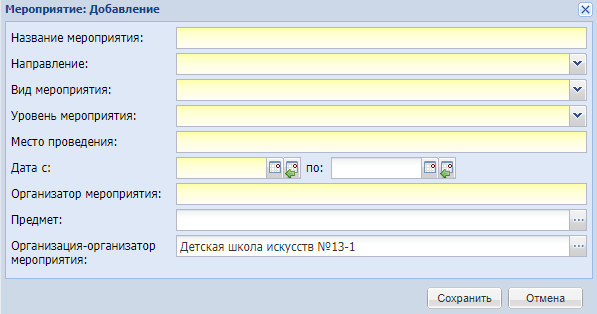 Мероприятие: Добавление
Название мероприятия:
Направление:
Вид мероприятия:
Уровень мероприятия:
Место проведения:
Дата с: по:
Организатор мероприятия:
Предмет:
Организация-организатор
мероприятия:
Детская школа искусств №13-1
Сохранить Отмена